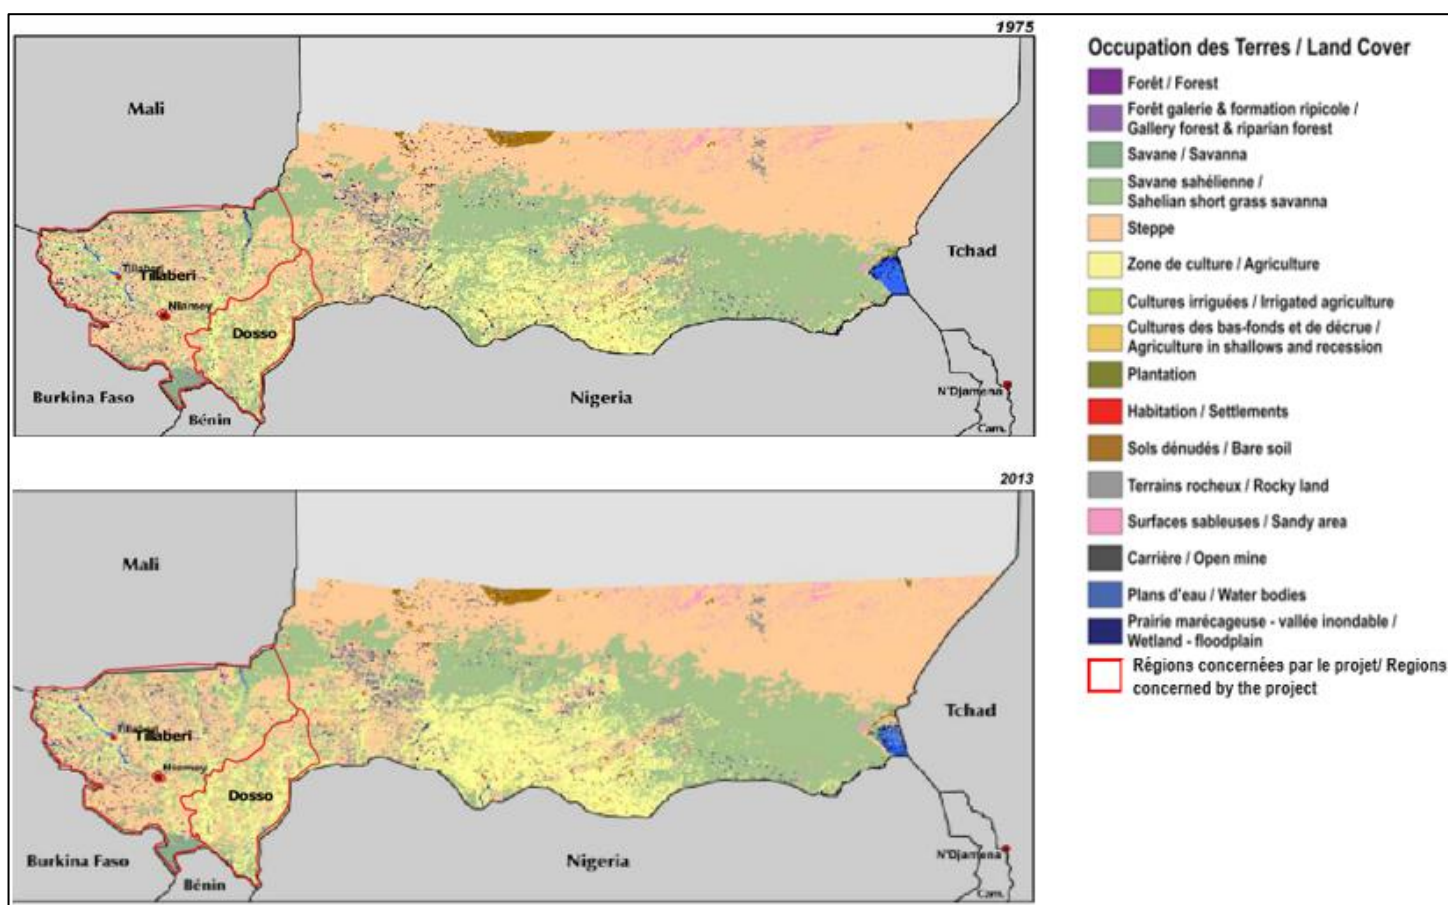 1975
Mali
Tillaberi
Tillaberi
Niamey
Dosso
Tchad
Burkina Faso
Bénin
Nigeria
N'Djamena
Cam.
2013
Mali
Tillaberi
Tillaberi
Niamey
Dosso
Tchad
Burkina Faso
Bénin
Nigeria
N'Djamena
Cam.
Occupation des Terres / Land Cover
Forêt / Forest
Forêt galerie & formation ripicole /
Gallery forest & riparian forest
Savane / Savanna
Savane sahélienne /
Sahelian short grass savanna
Steppe
Zone de culture / Agriculture
Cultures irriguées / Irrigated agriculture
Cultures des bas-fonds et de décrue /
Agriculture in shallows and recession
Plantation
Habitation / Settlements
Sols dénudés / Bare soil
Terrains rocheux / Rocky land
Surfaces sableuses / Sandy area
Carrière / Open mine
Plans d'eau / Water bodies
Prairie marécageuse - vallée inondable /
Wetland - floodplain
Régions concernées par le projet/ Regions
concerned by the project